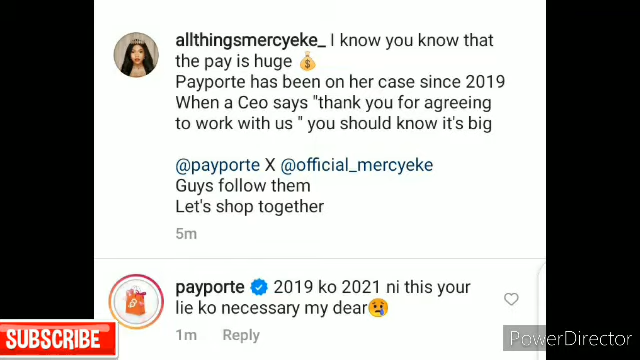 allthingsmercyeke_ I know you know that
the pay is huge 💰
Payporte has been on her case since 2019
When a Ceo says "thank you for agreeing
to work with us " you should know it's big
@payporte X @official_mercyeke
Guys follow them
Let's shop together
5m
payporte 2019 ko 2021 ni this your
lie ko necessary my dear😢
1m Reply
SUBSCRIBE
PowerDirector